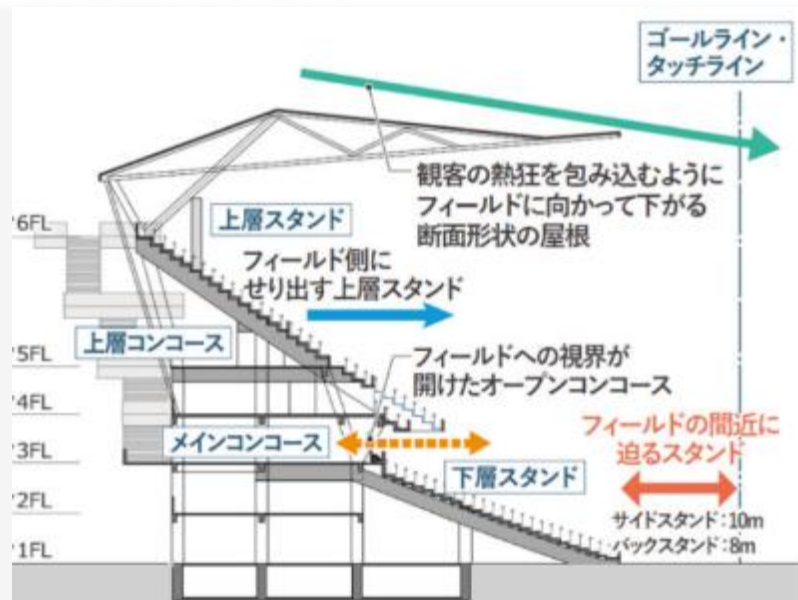 ゴールライン・
タッチライン
観客の熱狂を包み込むように
フィールドに向かって下がる
断面形状の屋根
上層スタンド
フィールド側に
せり出す上層スタンド
上層コンコース
フィールドへの視界が
開けたオープンコンコース
メインコンコース
下層スタンド
フィールドの間近に
迫るスタンド
サイドスタンド:10m
バックスタンド:8m
6FL
5FL
4FL
3FL
2FL
1FL